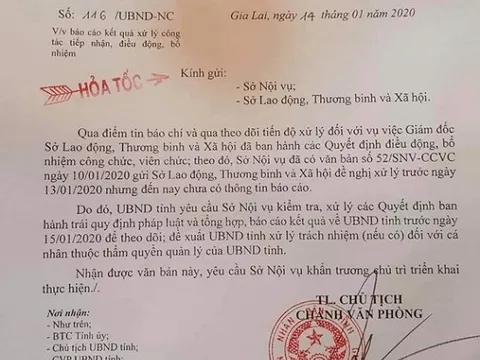 Số: 116 /UBND-NC
Gia Lai, ngày 14 tháng 01 năm 2020
V/v báo cáo kết quả xử lý công
tác tiếp nhận, điều động, bổ
nhiệm
HỎA TỐC
Kính gửi:
- Sở Nội vụ;
- Sở Lao động, Thương binh và Xã hội.
Qua điểm tin báo chí và qua theo dõi tiến độ xử lý đối với vụ việc Giám đốc
Sở Lao động, Thương binh và Xã hội đã ban hành các Quyết định điều động, bổ
nhiệm công chức, viên chức; theo đó, Sở Nội vụ đã có văn bản số 52/SNV-CCVC
ngày 10/01/2020 gửi Sở Lao động, Thương binh và Xã hội đề nghị xử lý trước ngày
13/01/2020 nhưng đến nay chưa có thông tin báo cáo.
Do đó, UBND tỉnh yêu cầu Sở Nội vụ kiểm tra, xử lý các Quyết định ban
hành trái quy định pháp luật và tổng hợp, báo cáo kết quả về UBND tỉnh trước ngày
15/01/2020 để theo dõi; đề xuất UBND tỉnh xử lý trách nhiệm (nếu có) đối với cá
nhân thuộc thẩm quyền quản lý của UBND tỉnh.
Nhận được văn bản này, yêu cầu Sở Nội vụ khẩn trương chủ trì triển khai
thực hiện./.
Nơi nhận:
- Như trên;
- BTC Tỉnh ủy;
- Chủ tịch UBND tỉnh;
- CVP UBND tỉnh;
TL. CHỦ TỊCH
CHÁNH VĂN PHÒNG